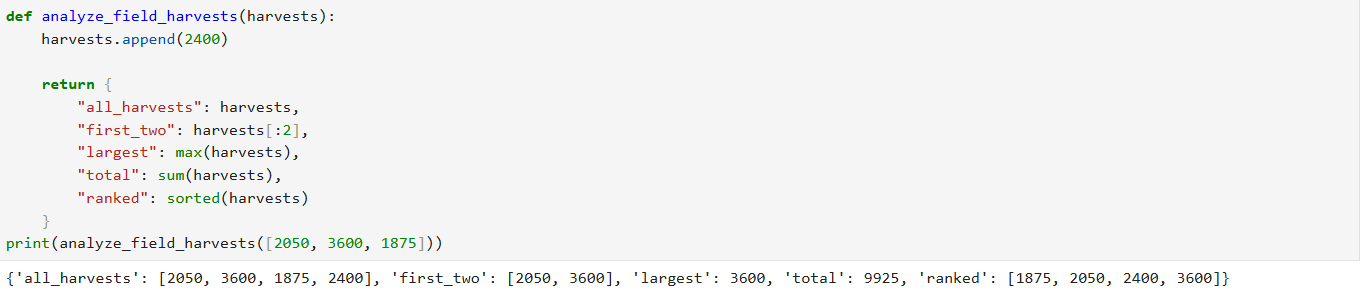 def analyze_field_harvests(harvests):
    harvests.append(2400)

    return {
        "all_harvests": harvests,
        "first_two": harvests[:2],
        "largest": max(harvests),
        "total": sum(harvests),
        "ranked": sorted(harvests)
    }
print(analyze_field_harvests([2050, 3600, 1875]))
{'all_harvests': [2050, 3600, 1875, 2400], 'first_two': [2050, 3600], 'largest': 3600, 'total': 9925, 'ranked': [1875, 2050, 2400, 3600]}